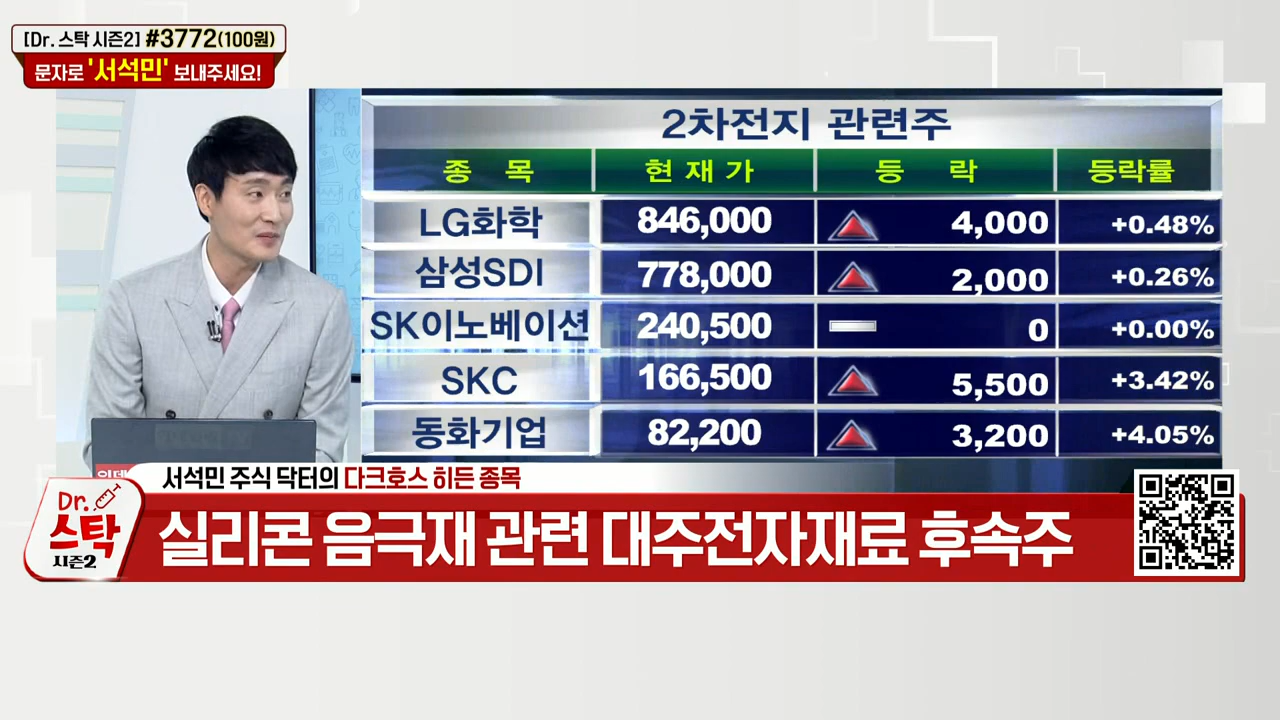 [Dr. 스탁 시즌2] #3772(100원)
문자로 '서석민' 보내주세요!
2차전지 관련주
종 목 현 재 가 등 락 등락률
LG화학 846,000 4,000 +0.48%
삼성SDI 778,000 2,000 +0.26%
SK이노베이션 240,500 0 +0.00%
SKC 166,500 5,500 +3.42%
동화기업 82,200 3,200 +4.05%
서석민 주식 닥터의 다크호스 히든 종목
Dr.
스탁
시즌2
실리콘 음극재 관련 대주전자재료 후속주